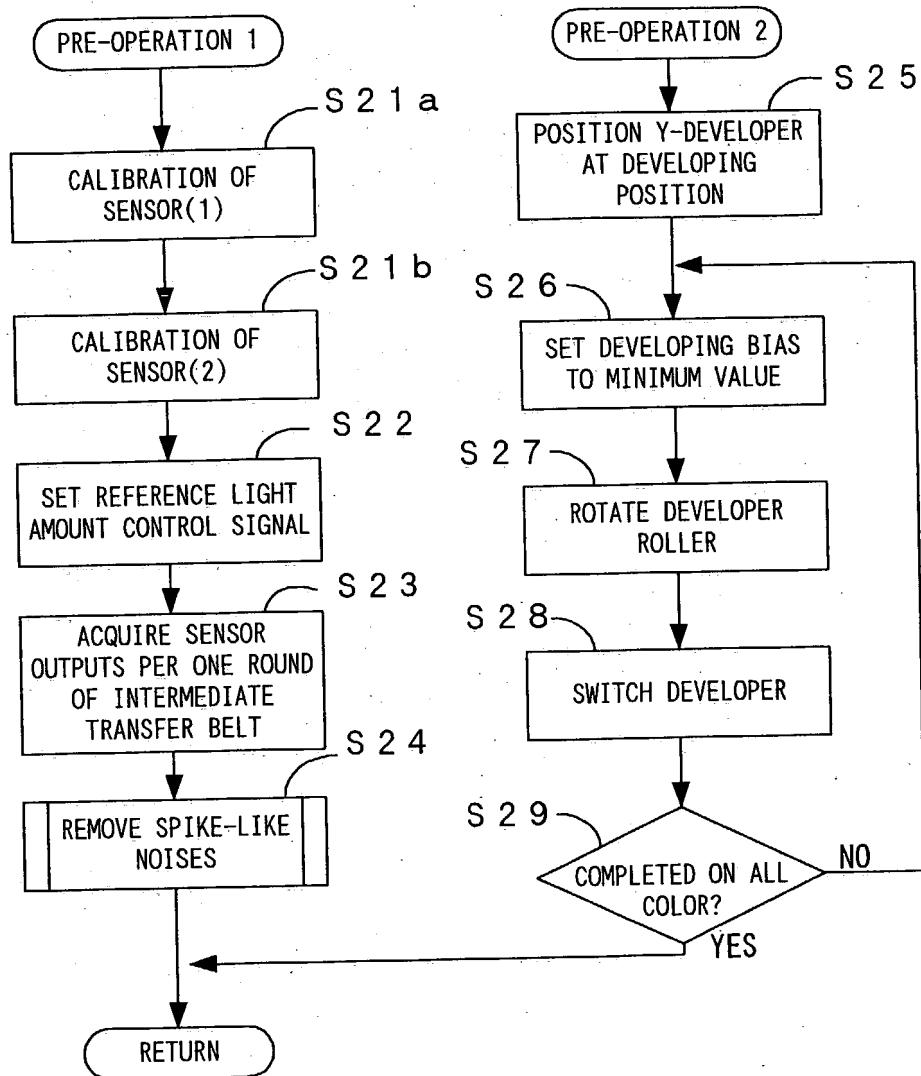 PRE-OPERATION 1
S21a
CALIBRATION OF
SENSOR(1)
S21b
CALIBRATION OF
SENSOR(2)
S22
SET REFERENCE LIGHT
AMOUNT CONTROL SIGNAL
S23
ACQUIRE SENSOR
OUTPUTS PER ONE ROUND
OF INTERMEDIATE
TRANSFER BELT
S24
REMOVE SPIKE-LIKE
NOISES
RETURN
PRE-OPERATION 2
S25
POSITION Y-DEVELOPER
AT DEVELOPING
POSITION
S26
SET DEVELOPING BIAS
TO MINIMUM VALUE
S27
ROTATE DEVELOPER
ROLLER
S28
SWITCH DEVELOPER
S29
COMPLETED ON ALL
COLOR?
NO
YES